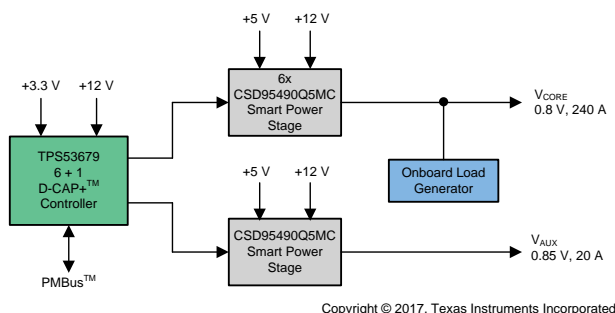 +5 V
+12 V
+3.3 V
+12 V
6x
CSD95490Q5MC
Smart Power
Stage
VCORE
0.8 V, 240 A
TPS53679
6 + 1
D-CAP+™
Controller
Onboard Load
Generator
+5 V
+12 V
CSD95490Q5MC
Smart Power
Stage
VAUX
0.85 V, 20 A
PMBus™
Copyright © 2017, Texas Instruments Incorporated